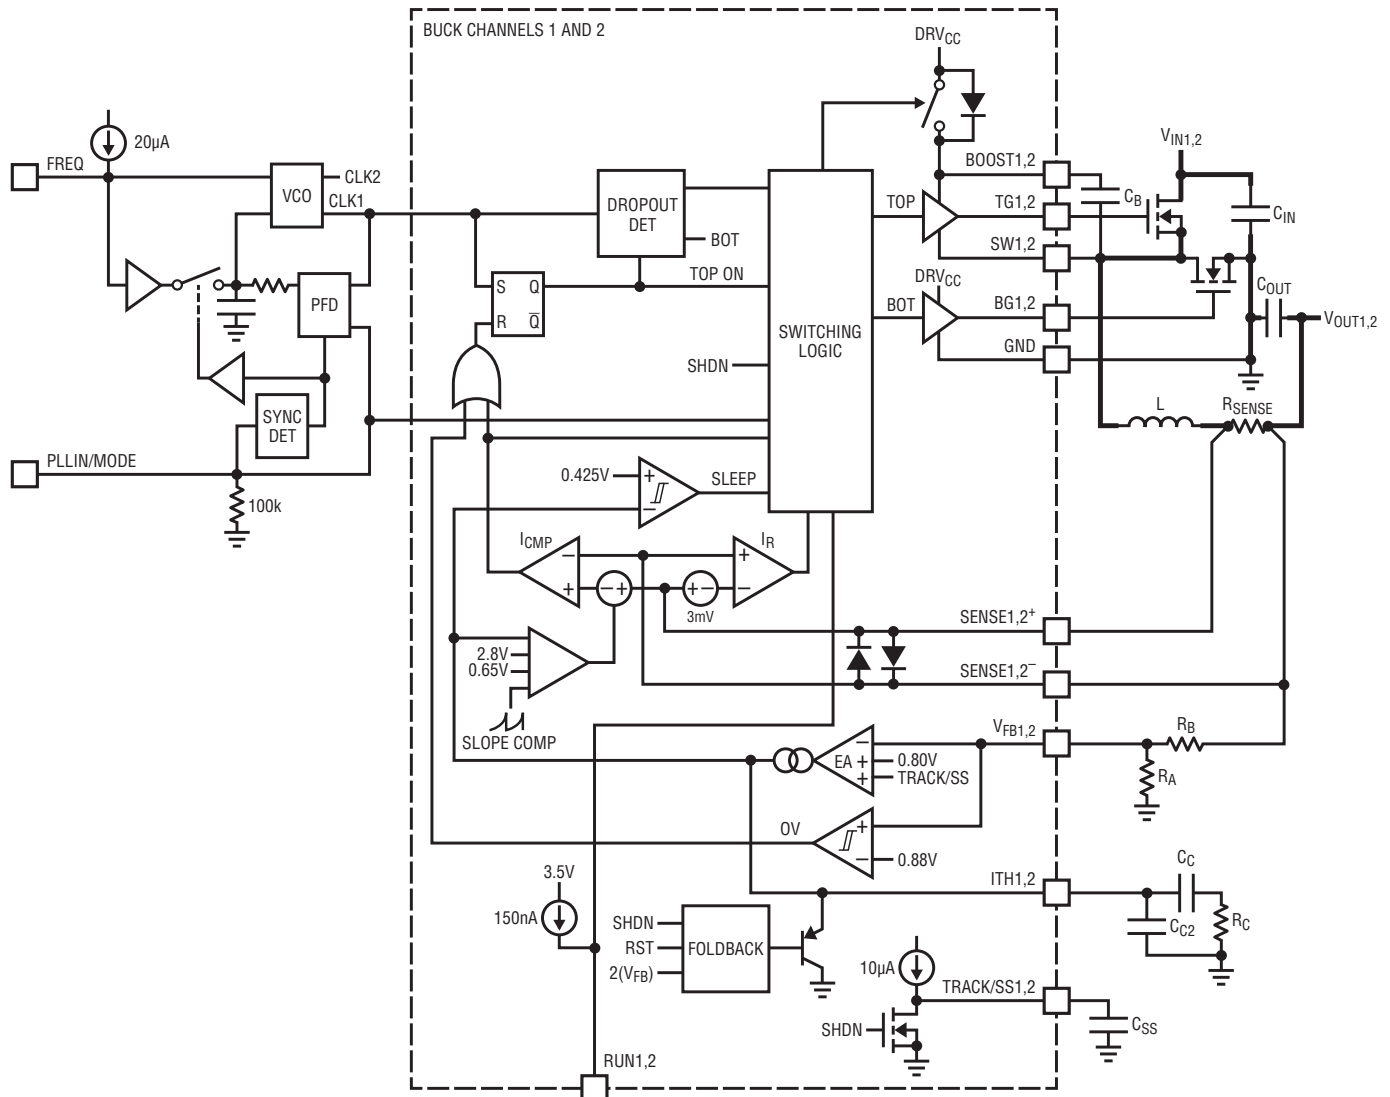 BUCK CHANNELS 1 AND 2
DRVCC
20µA
FREQ
VCO
CLK2
CLK1
PFD
SYNC
DET
PLLIN/MODE
100k
DROPOUT
DET
BOT
TOP ON
S Q
R Q̅
SHDN
SWITCHING
LOGIC
TOP
BOT
DRVCC
BOOST1,2
TG1,2
SW1,2
BG1,2
GND
VIN1,2
CB
CIN
COUT
VOUT1,2
L
RSENSE
0.425V
+
−
SLEEP
ICMP
−
+
− +
+ −
3mV
IR
+
−
2.8V
0.65V
SLOPE COMP
SENSE1,2+
SENSE1,2−
VFB1,2
RB
RA
EA
−
+ 0.80V
+ TRACK/SS
OV
+
− 0.88V
ITH1,2
CC
CC2
RC
3.5V
150nA
SHDN
RST
2(VFB)
FOLDBACK
10µA
TRACK/SS1,2
SHDN
CSS
RUN1,2